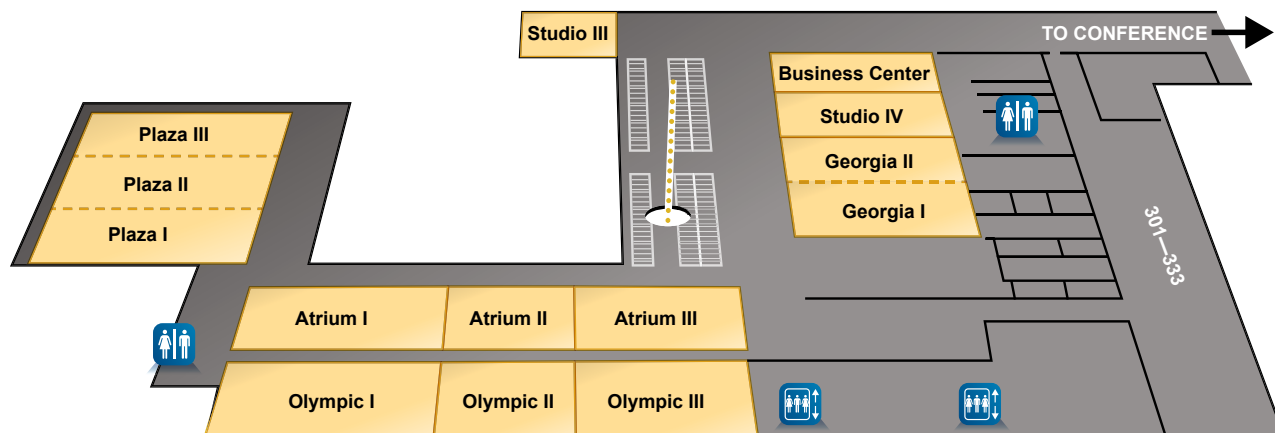 Studio III
TO CONFERENCE
Business Center
Studio IV
Georgia II
Georgia I
Plaza III
Plaza II
Plaza I
301—333
Atrium I
Atrium II
Atrium III
Olympic I
Olympic II
Olympic III